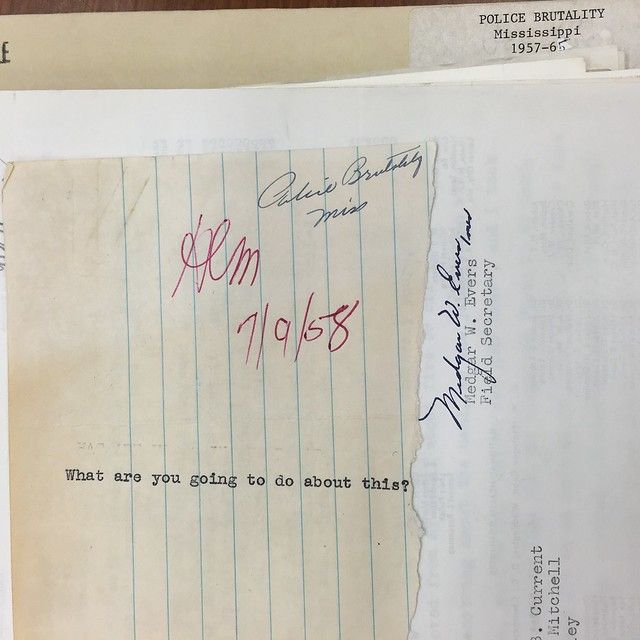 POLICE BRUTALITY
Mississippi
1957-65
Police Brutality
Miss
7/9/58
What are you going to do about this?
Medgar W. Evers
Medgar W. Evers
Field Secretary
B. Current
Mitchell